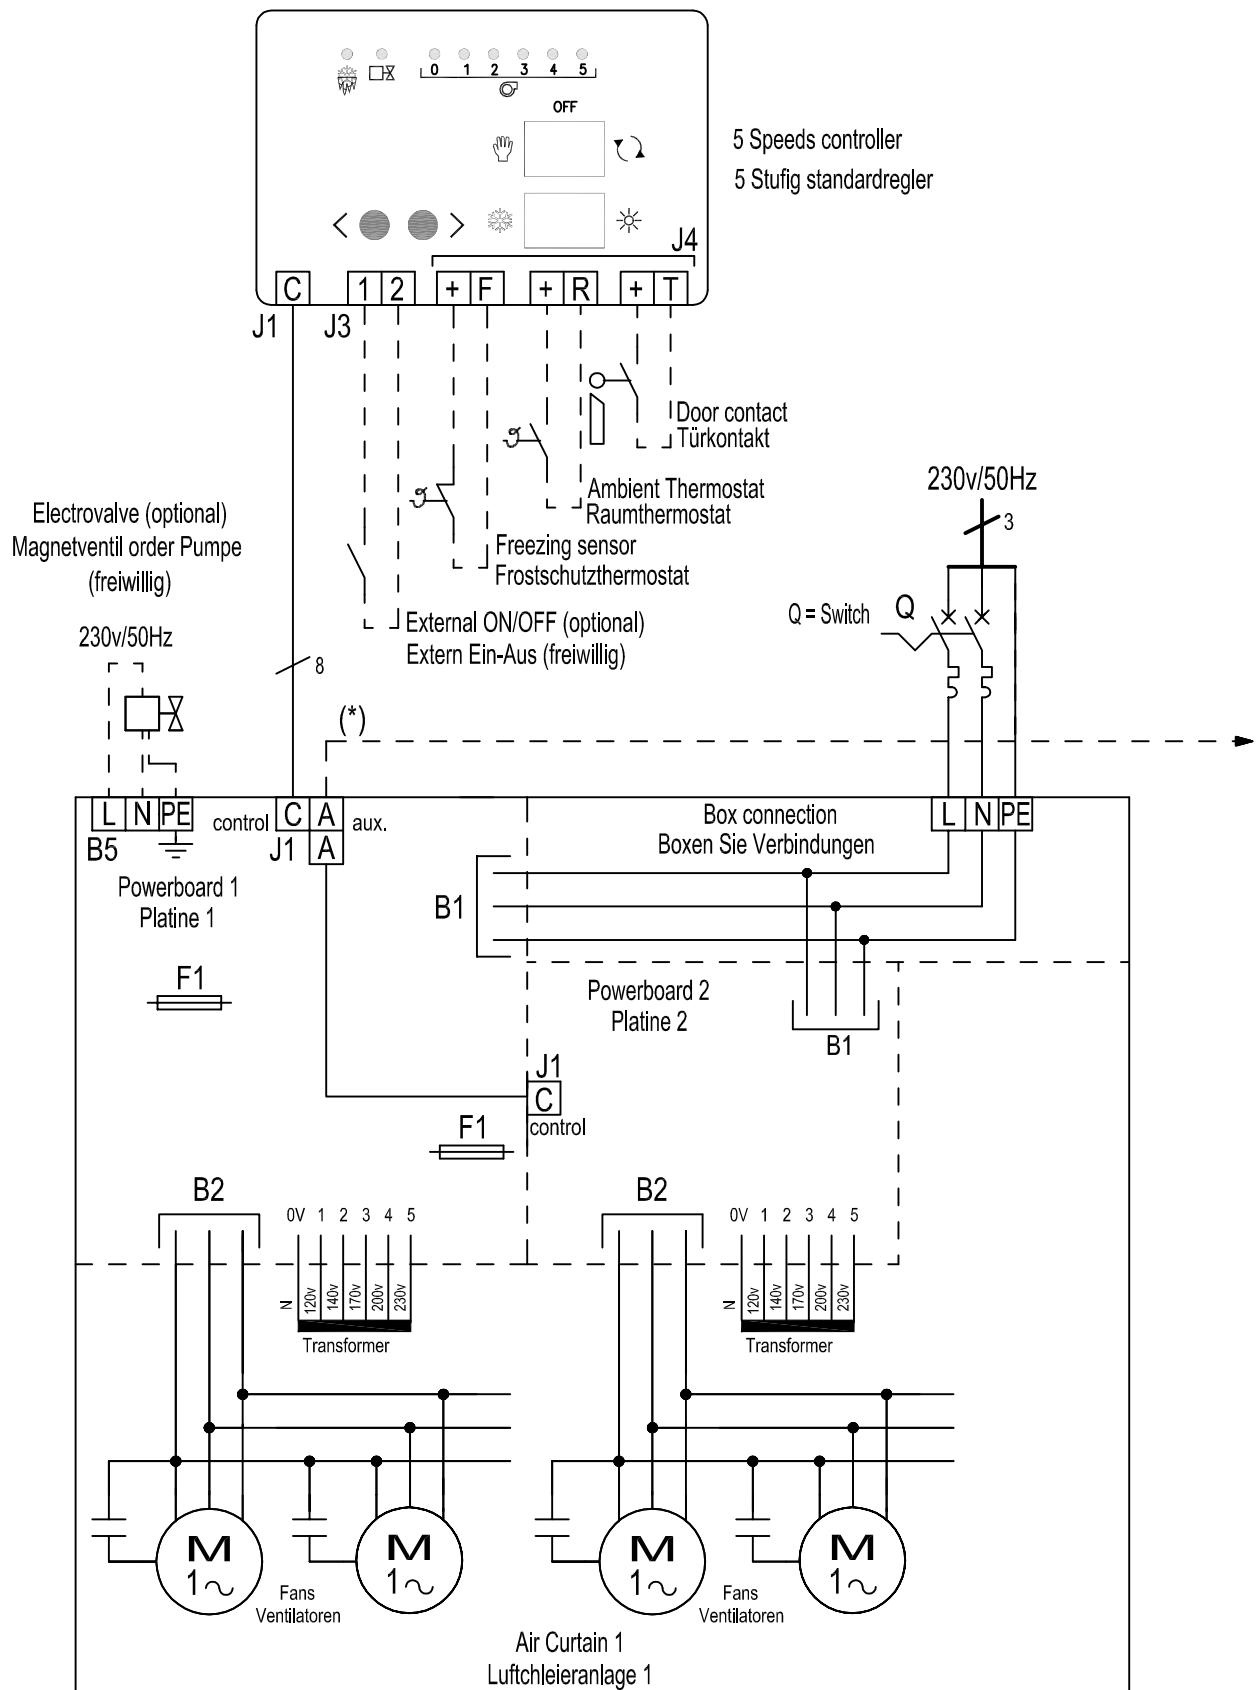 0 1 2 3 4 5
OFF
5 Speeds controller
5 Stufig standardregler
J4
C 1 2 + F + R + T
J1 J3
Door contact
Türkontakt
Ambient Thermostat
Raumthermostat
230v/50Hz
3
Electrovalve (optional)
Magnetventil order Pumpe
(freiwillig)
Freezing sensor
Frostschutzthermostat
Q = Switch Q
External ON/OFF (optional)
Extern Ein-Aus (freiwillig)
230v/50Hz
8
(*)
L N PE
control C A aux.
B5 J1 A
Box connection
Boxen Sie Verbindungen
L N PE
Powerboard 1
Platine 1
B1
F1
Powerboard 2
Platine 2
B1
J1
C
control
F1
B2
0V 1 2 3 4 5
B2
0V 1 2 3 4 5
N 120v 140v 170v 200v 230v
Transformer
N 120v 140v 170v 200v 230v
Transformer
M
1~
M
1~
M
1~
M
1~
Fans
Ventilatoren
Fans
Ventilatoren
Air Curtain 1
Luftchleieranlage 1